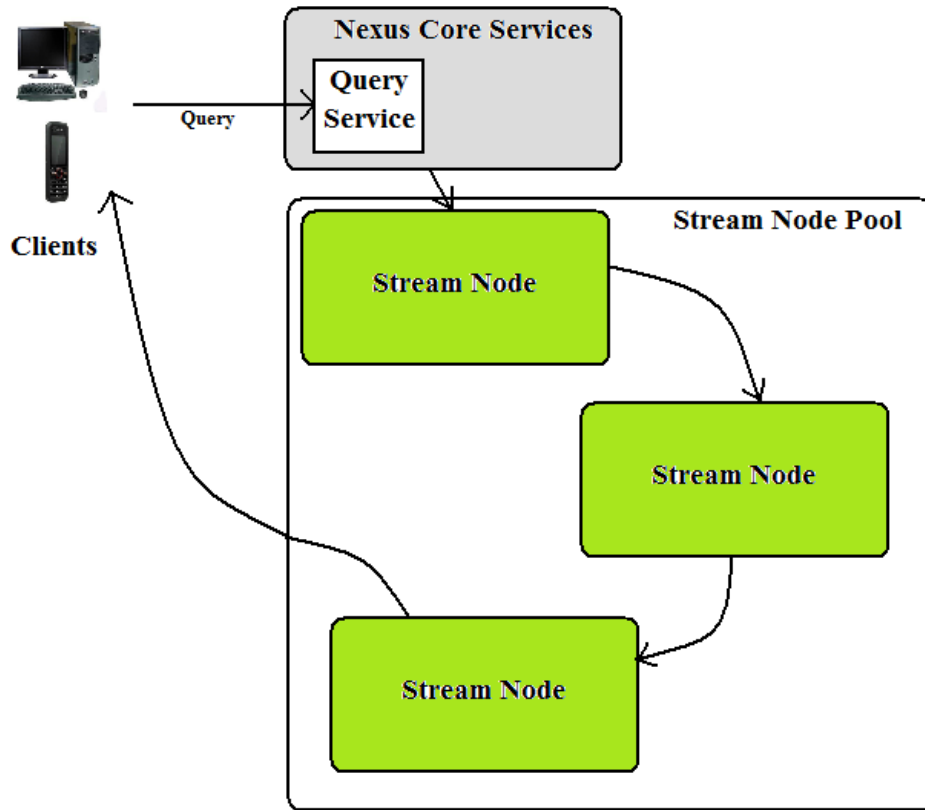 Nexus Core Services
Query
Service
Query
Clients
Stream Node Pool
Stream Node
Stream Node
Stream Node